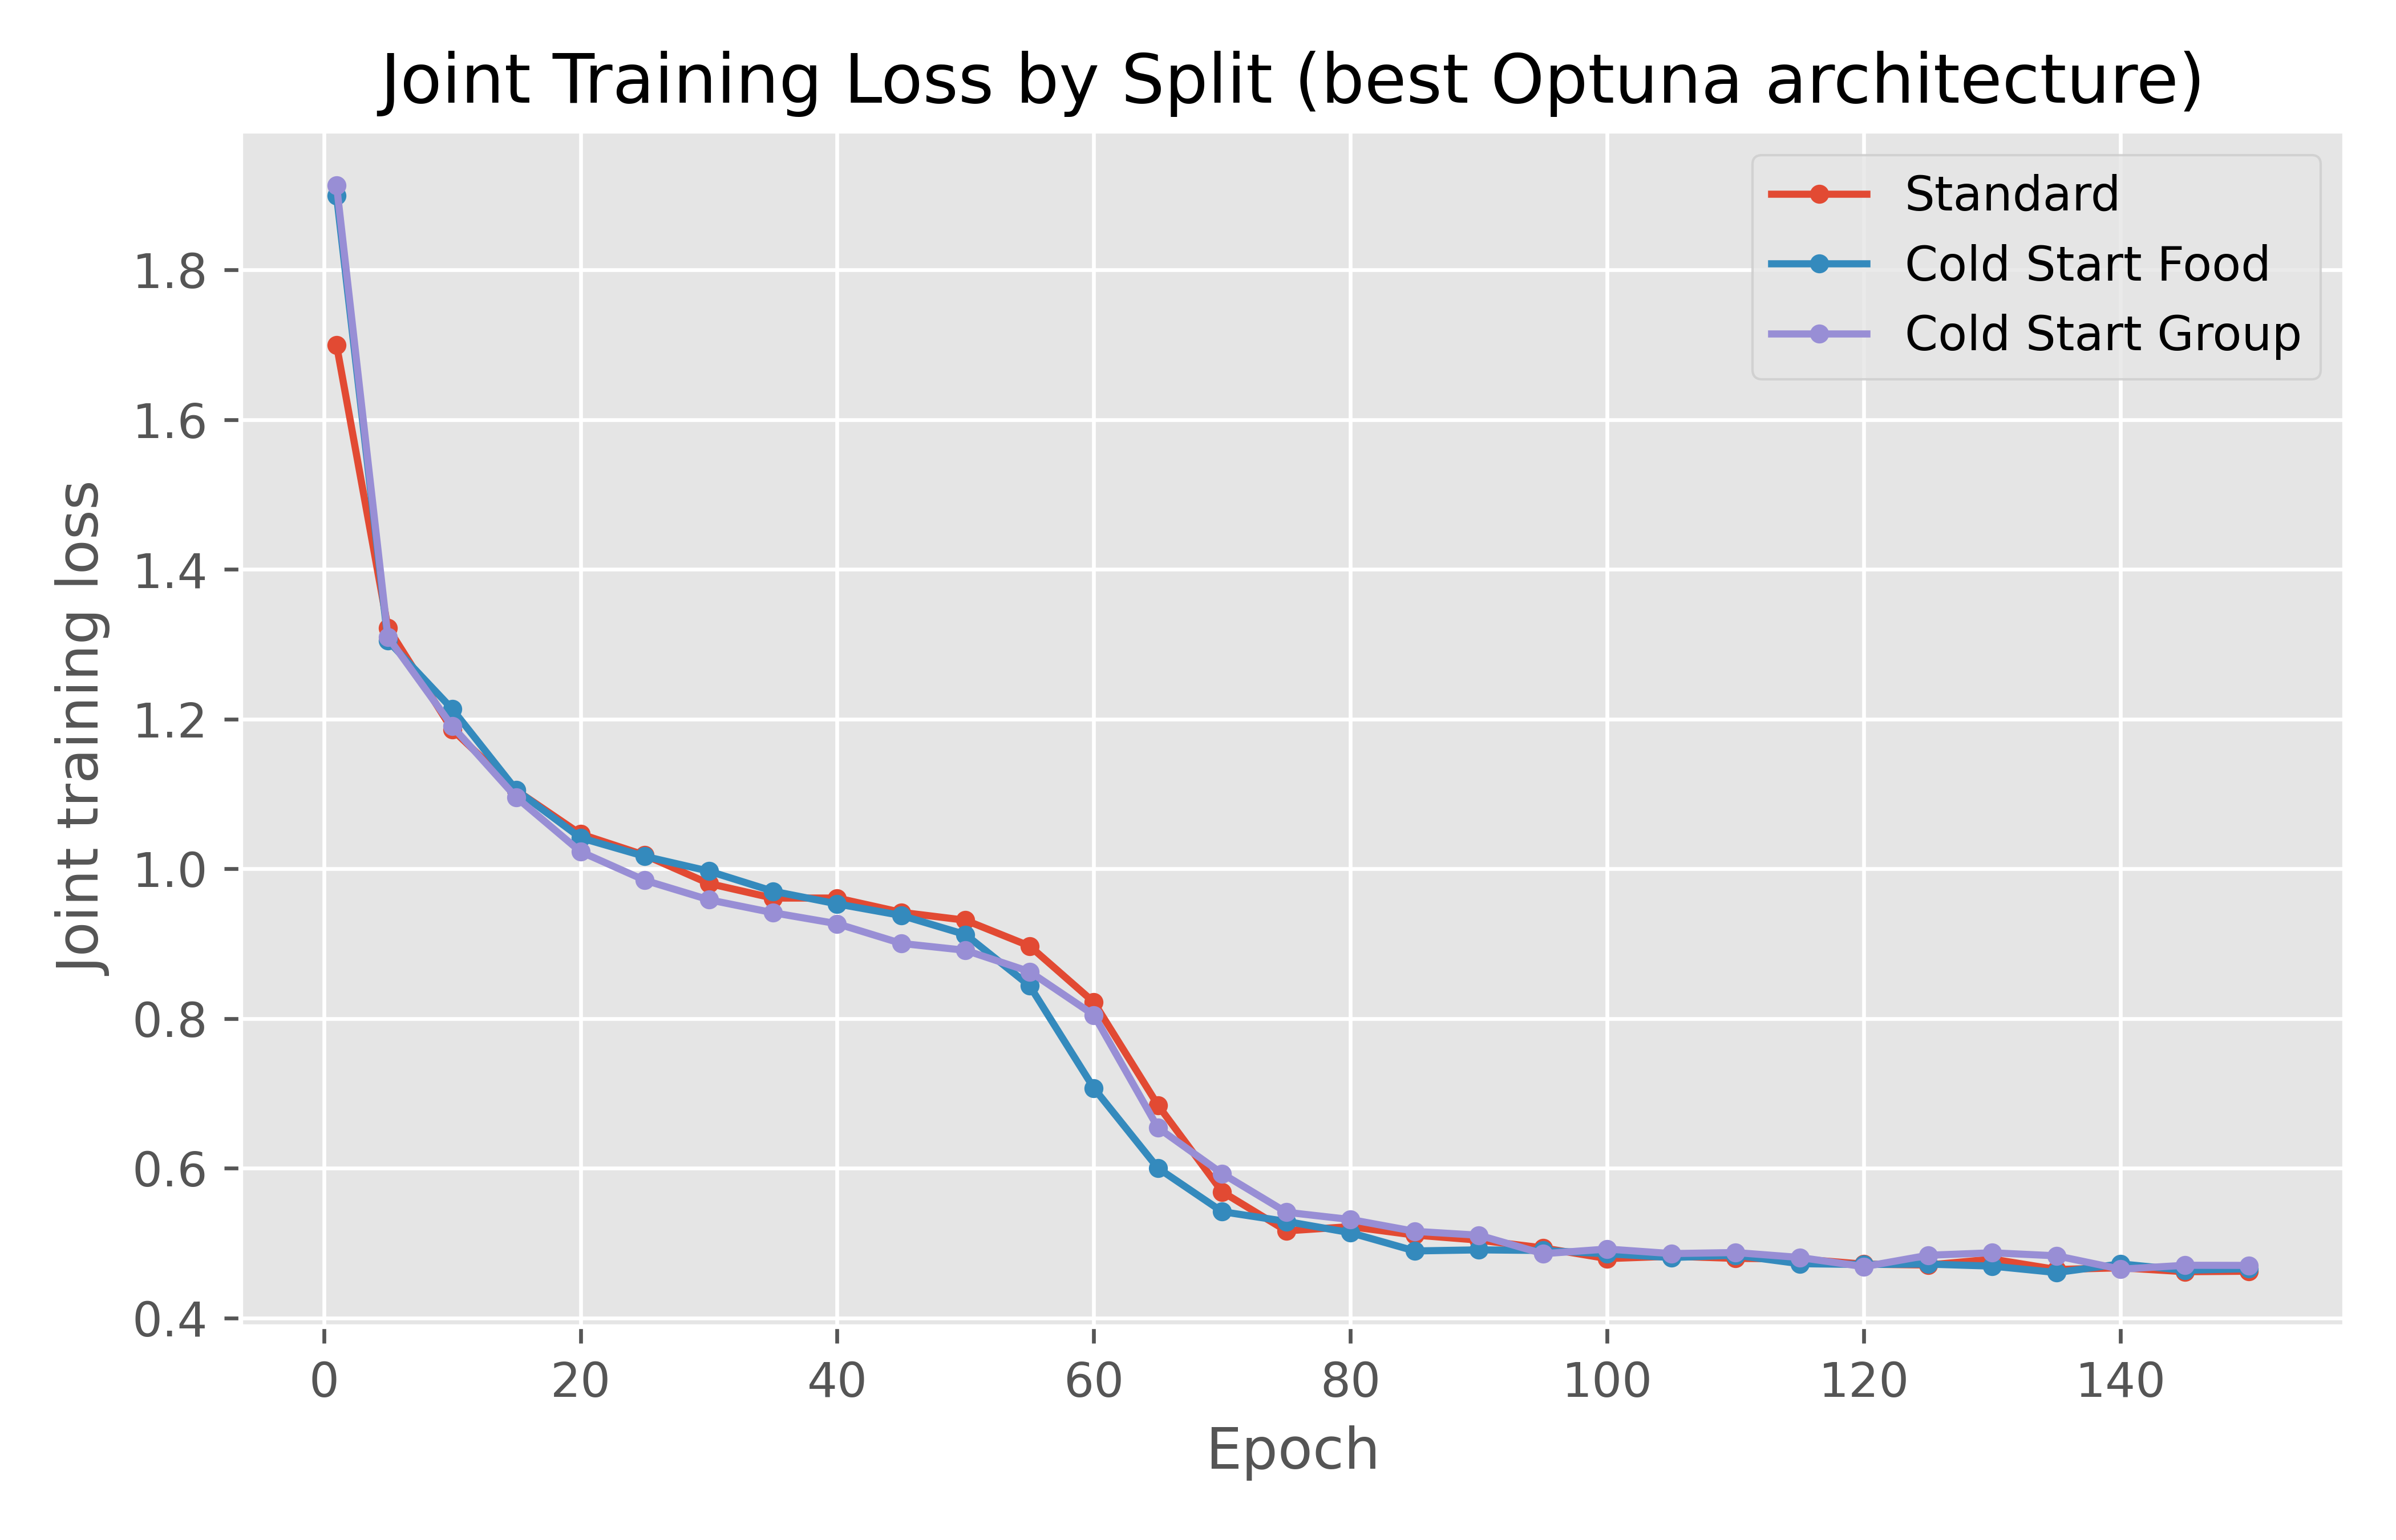 Joint Training Loss by Split (best Optuna architecture)
Standard
Cold Start Food
Cold Start Group
Joint training loss
1.8
1.6
1.4
1.2
1.0
0.8
0.6
0.4
0 20 40 60 80 100 120 140
Epoch